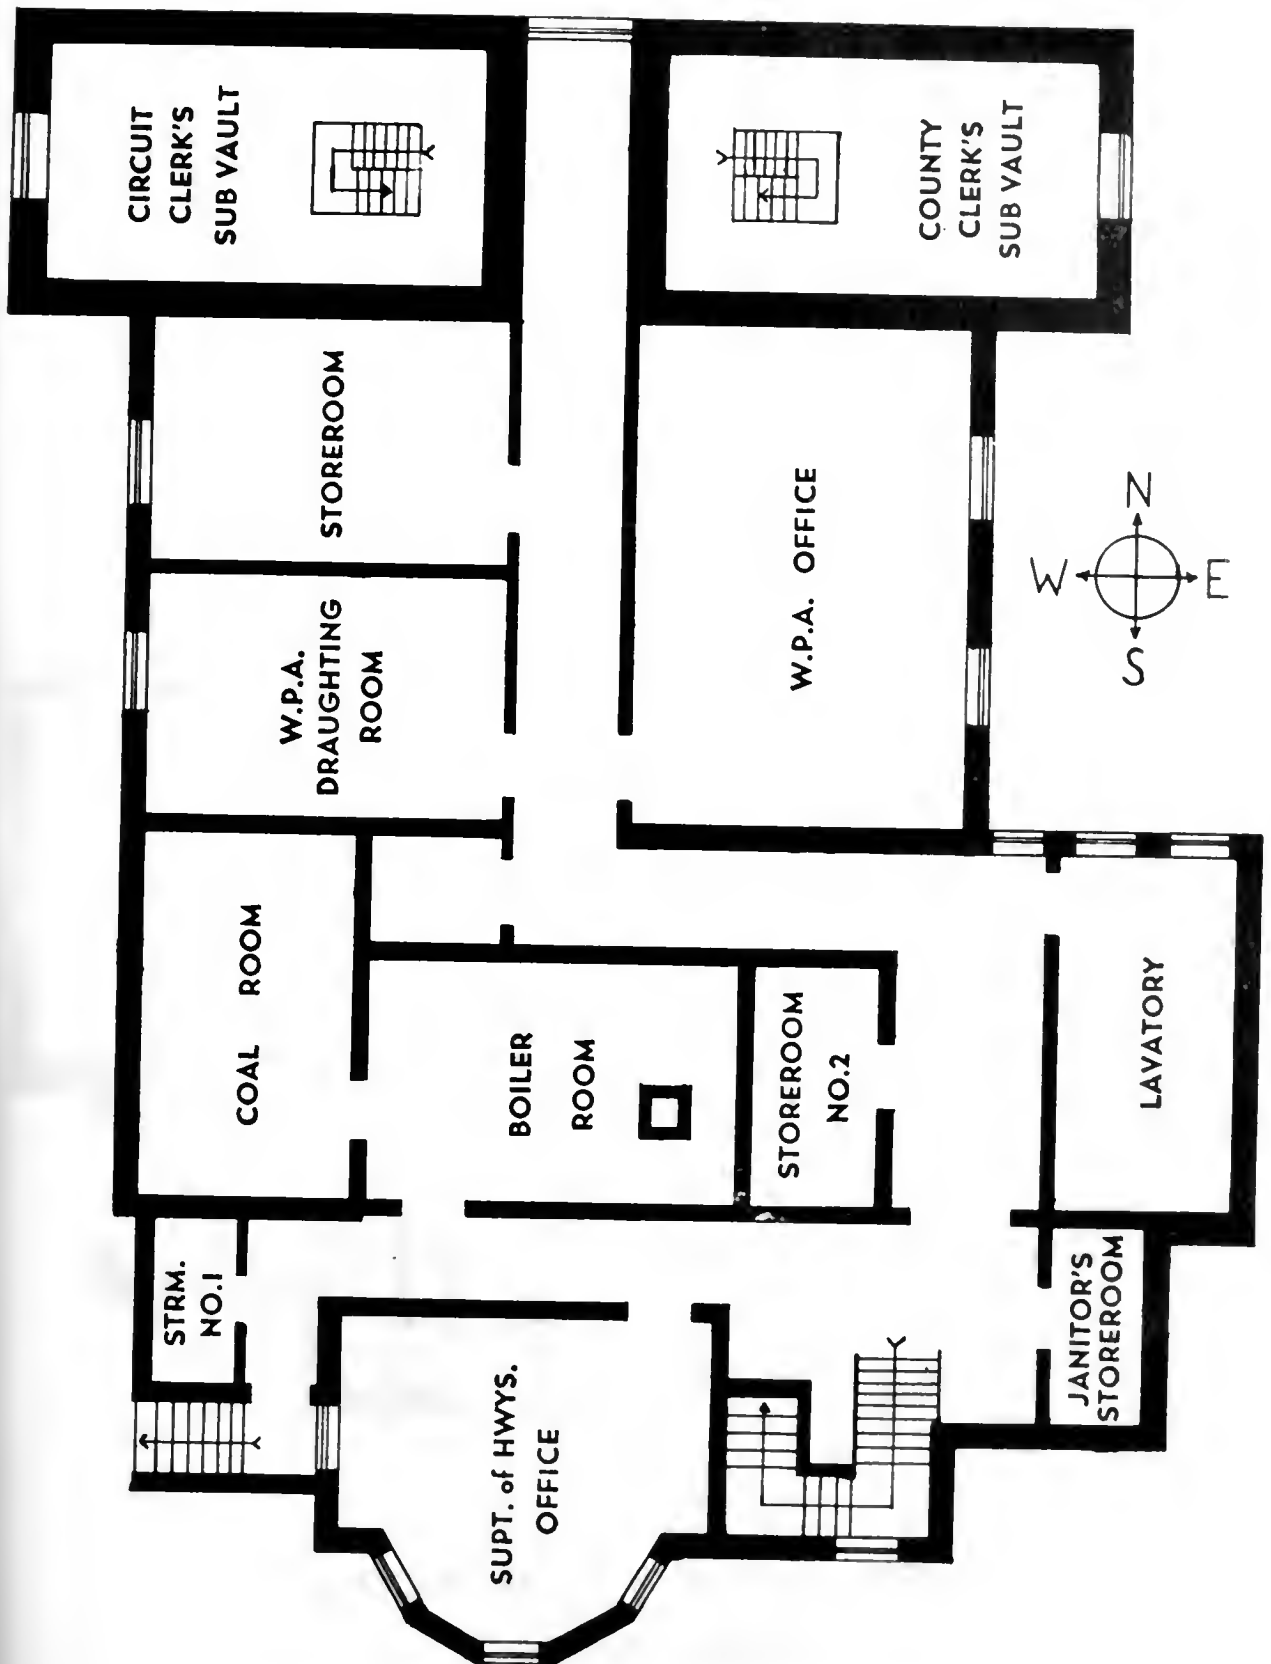 CIRCUIT
CLERK'S
SUB VAULT
COUNTY
CLERK'S
SUB VAULT
STOREROOM
W.P.A. OFFICE
W.P.A.
DRAUGHTING
ROOM
N
W
E
S
COAL ROOM
BOILER
ROOM
STOREROOM
NO.2
LAVATORY
STRM.
NO.1
JANITOR'S
STOREROOM
SUPT. of HWYS.
OFFICE